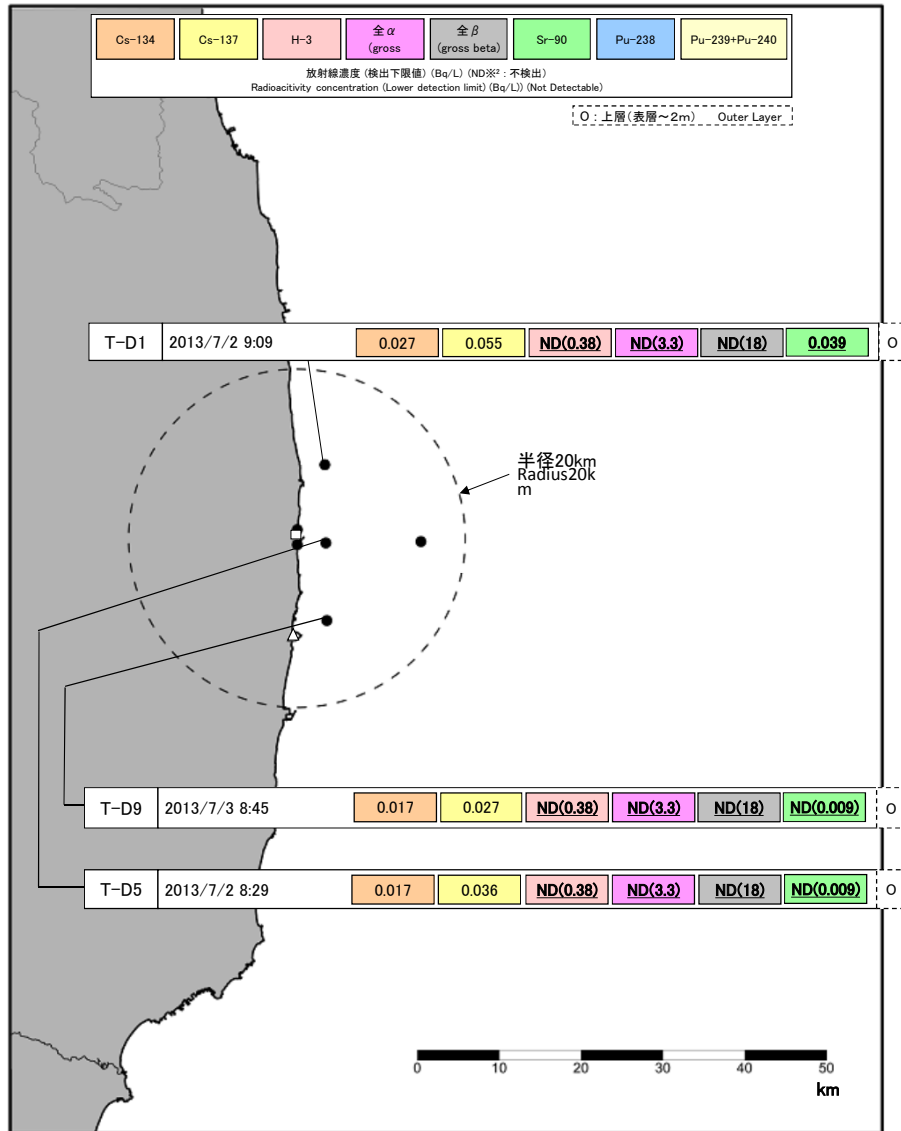 Cs-134 Cs-137 H-3 全α 全β Sr-90 Pu-238 Pu-239+Pu-240
(gross (gross beta)
放射線濃度 (検出下限値) (Bq/L) (ND※² : 不検出)
Radioacitivity concentration (Lower detection limit) (Bq/L)) (Not Detectable)
O : 上層(表層～2m) Outer Layer
T-D1 2013/7/2 9:09 0.027 0.055 ND(0.38) ND(3.3) ND(18) 0.039 O
半径20km
Radius20k
m
T-D9 2013/7/3 8:45 0.017 0.027 ND(0.38) ND(3.3) ND(18) ND(0.009) O
T-D5 2013/7/2 8:29 0.017 0.036 ND(0.38) ND(3.3) ND(18) ND(0.009) O
0 10 20 30 40 50
km